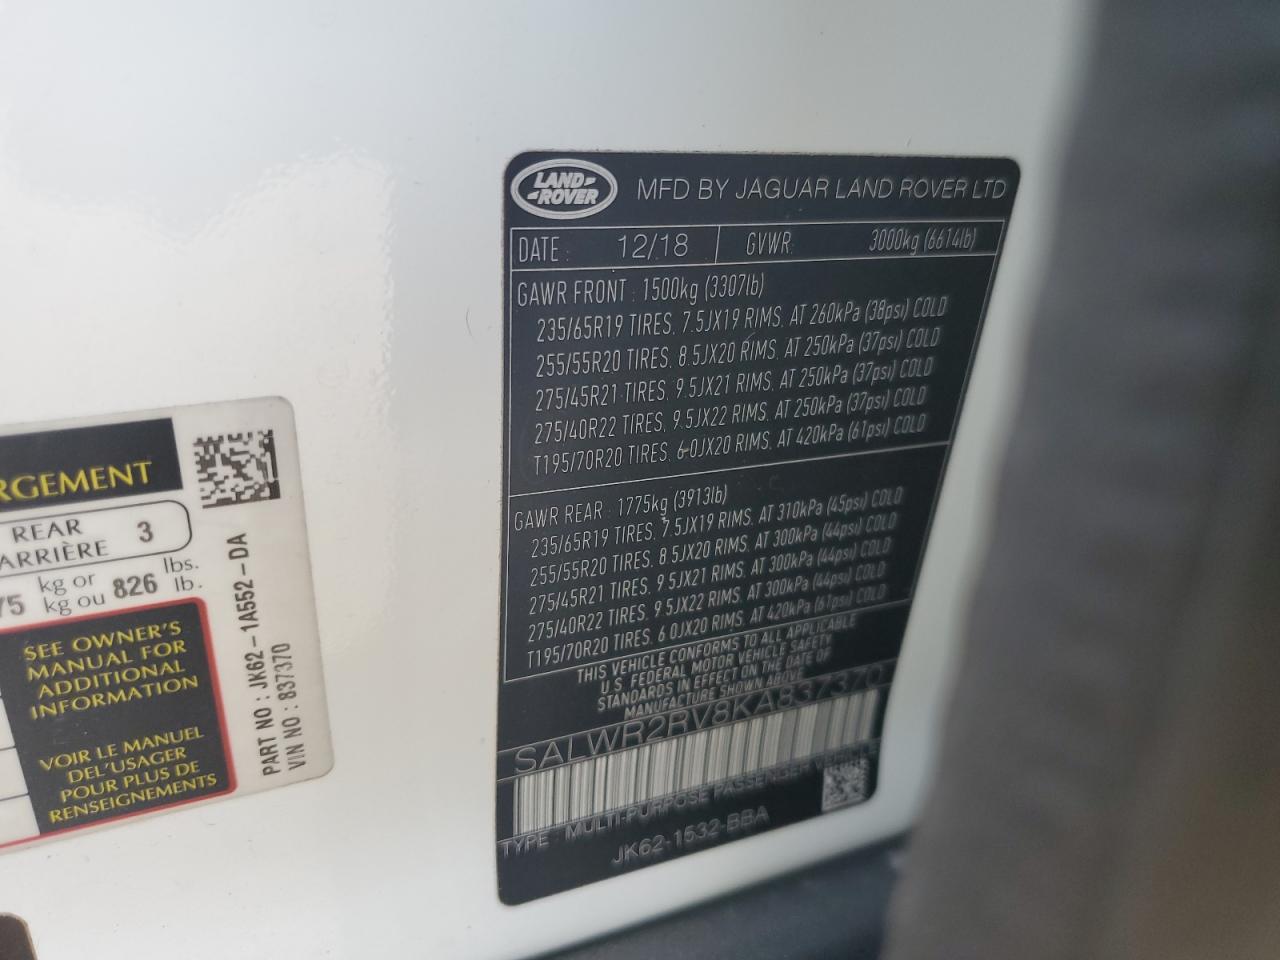 LAND
ROVER
MFD BY JAGUAR LAND ROVER LTD
DATE : 12/18 GVWR: 3000kg (6614lb)
GAWR FRONT : 1500kg (3307lb)
235/65R19 TIRES, 7.5JX19 RIMS, AT 260kPa (38psi) COLD
255/55R20 TIRES, 8.5JX20 RIMS, AT 250kPa (37psi) COLD
275/45R21 TIRES, 9.5JX21 RIMS, AT 250kPa (37psi) COLD
275/40R22 TIRES, 9.5JX22 RIMS, AT 250kPa (37psi) COLD
T195/70R20 TIRES, 6.0JX20 RIMS, AT 420kPa (61psi) COLD
GAWR REAR : 1775kg (3913lb)
235/65R19 TIRES, 7.5JX19 RIMS, AT 310kPa (45psi) COLD
255/55R20 TIRES, 8.5JX20 RIMS, AT 300kPa (44psi) COLD
275/45R21 TIRES, 9.5JX21 RIMS, AT 300kPa (44psi) COLD
275/40R22 TIRES, 9.5JX22 RIMS, AT 300kPa (44psi) COLD
T195/70R20 TIRES, 6.0JX20 RIMS, AT 420kPa (61psi) COLD
THIS VEHICLE CONFORMS TO ALL APPLICABLE
U.S. FEDERAL MOTOR VEHICLE SAFETY
STANDARDS IN EFFECT ON THE DATE OF
MANUFACTURE SHOWN ABOVE
SALWR2RV8KA837370
TYPE : MULTI-PURPOSE PASSENGER VEHICLE
JK62-1532-BBA
RGEMENT
REAR
ARRIÈRE 3
75 kg or 826 lbs.
kg ou lb.
SEE OWNER'S
MANUAL FOR
ADDITIONAL
INFORMATION
VOIR LE MANUEL
DEL'USAGER
POUR PLUS DE
RENSEIGNEMENTS
PART NO : JK62-1A552-DA
VIN NO : 837370